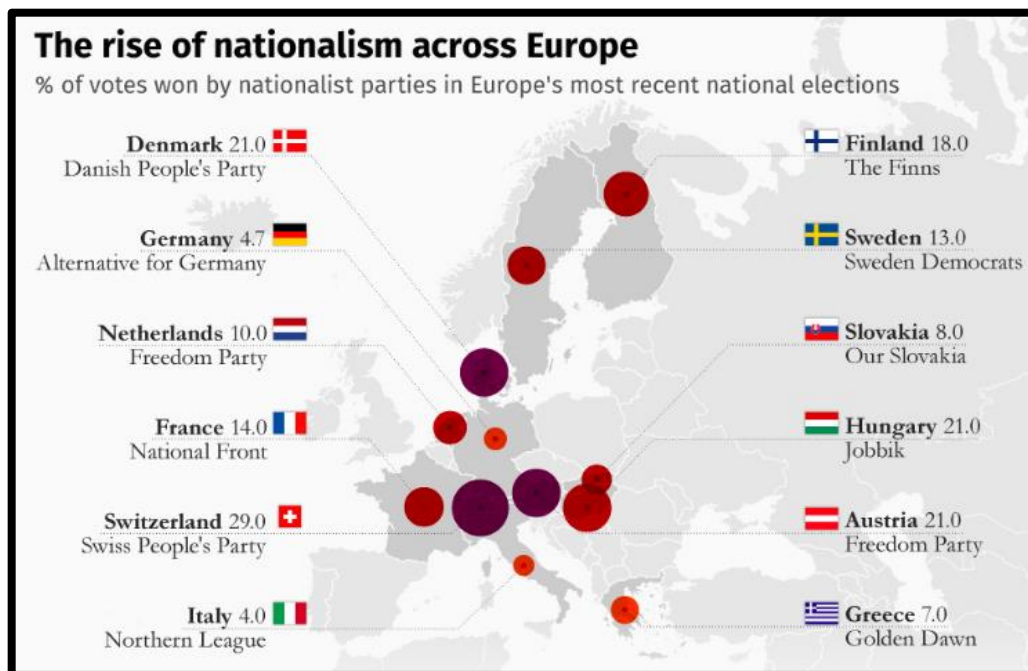 The rise of nationalism across Europe
% of votes won by nationalist parties in Europe's most recent national elections
Denmark 21.0
Danish People's Party
Germany 4.7
Alternative for Germany
Netherlands 10.0
Freedom Party
France 14.0
National Front
Switzerland 29.0
Swiss People's Party
Italy 4.0
Northern League
Finland 18.0
The Finns
Sweden 13.0
Sweden Democrats
Slovakia 8.0
Our Slovakia
Hungary 21.0
Jobbik
Austria 21.0
Freedom Party
Greece 7.0
Golden Dawn